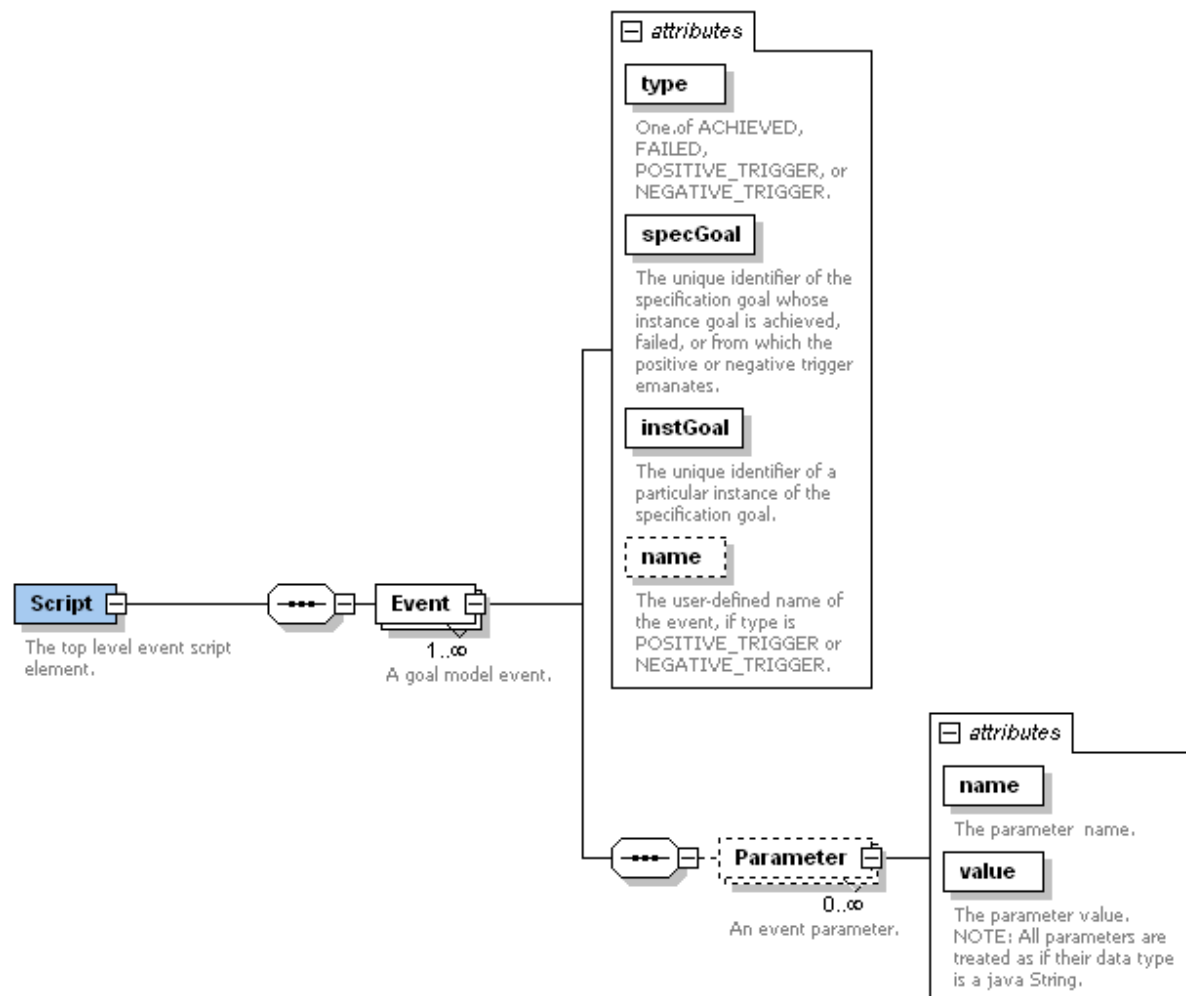 attributes
type
One.of ACHIEVED,
FAILED,
POSITIVE_TRIGGER, or
NEGATIVE_TRIGGER.
specGoal
The unique identifier of the
specification goal whose
instance goal is achieved,
failed, or from which the
positive or negative trigger
emanates.
instGoal
The unique identifier of a
particular instance of the
specification goal.
name
The user-defined name of
the event, if type is
POSITIVE_TRIGGER or
NEGATIVE_TRIGGER.
Script
The top level event script
element.
Event
1..∞
A goal model event.
attributes
name
The parameter name.
value
The parameter value.
NOTE: All parameters are
treated as if their data type
is a java String.
Parameter
0..∞
An event parameter.